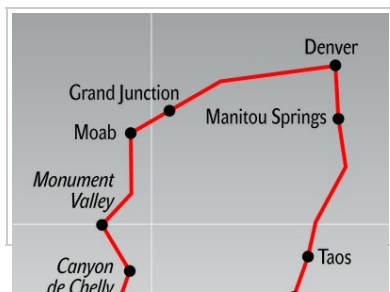 Denver
Grand Junction
Manitou Springs
Moab
Monument
Valley
Taos
Canyon
de Chelly